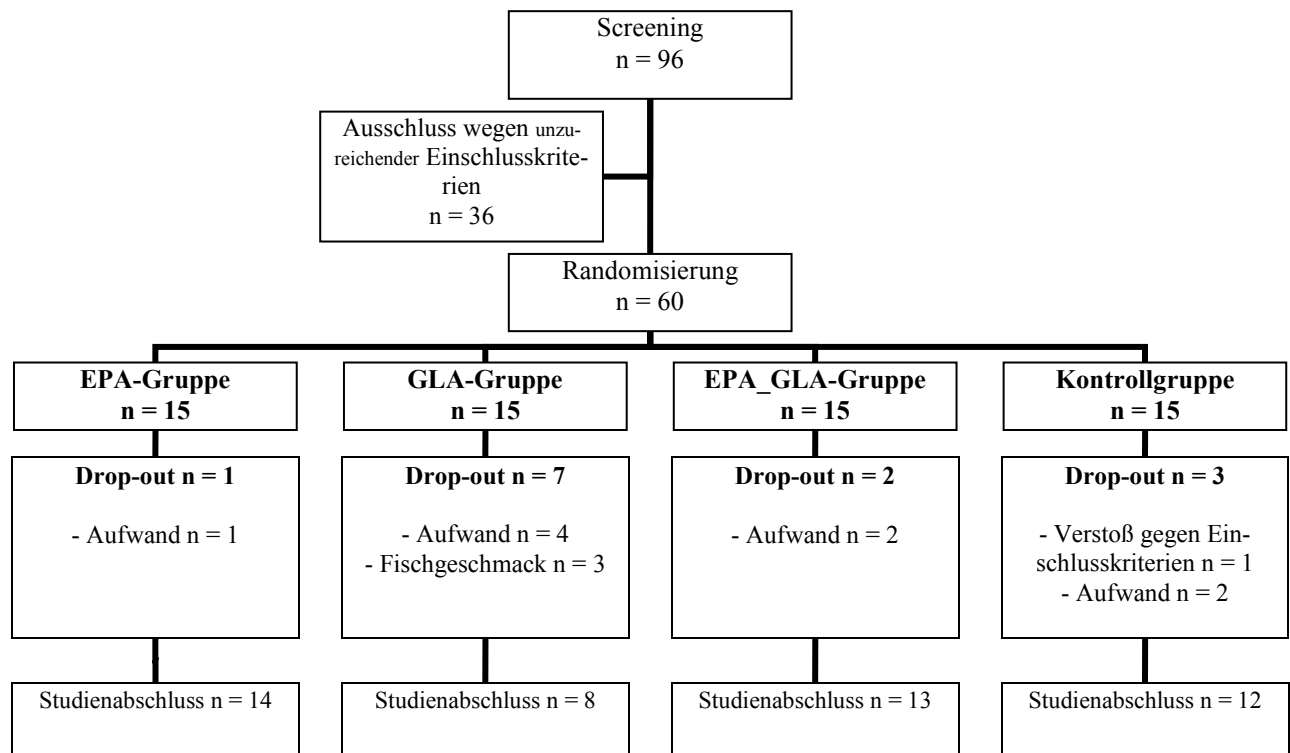 Screening
n = 96
Ausschluss wegen unzu-
reichender Einschlusskrite-
rien
n = 36
Randomisierung
n = 60
EPA-Gruppe
n = 15
GLA-Gruppe
n = 15
EPA_GLA-Gruppe
n = 15
Kontrollgruppe
n = 15
Drop-out n = 1
- Aufwand n = 1
Drop-out n = 7
- Aufwand n = 4
- Fischgeschmack n = 3
Drop-out n = 2
- Aufwand n = 2
Drop-out n = 3
- Verstoß gegen Ein-
schlusskriterien n = 1
- Aufwand n = 2
Studienabschluss n = 14
Studienabschluss n = 8
Studienabschluss n = 13
Studienabschluss n = 12